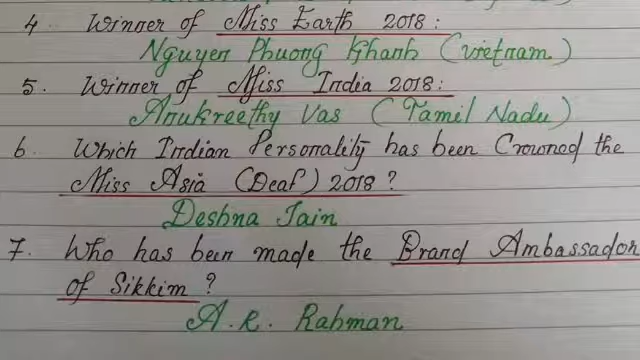 4. Winner of Miss Earth 2018:
Nguyen Phuong Khanh (vietnam)
5. Winner of Miss India 2018:
Anukreethy Vas (Tamil Nadu)
6. Which Indian Personality has been Crowned the
Miss Asia (Deaf) 2018 ?
Deshna Jain
7. Who has been made the Brand Ambassador
of Sikkim ?
A. R. Rahman